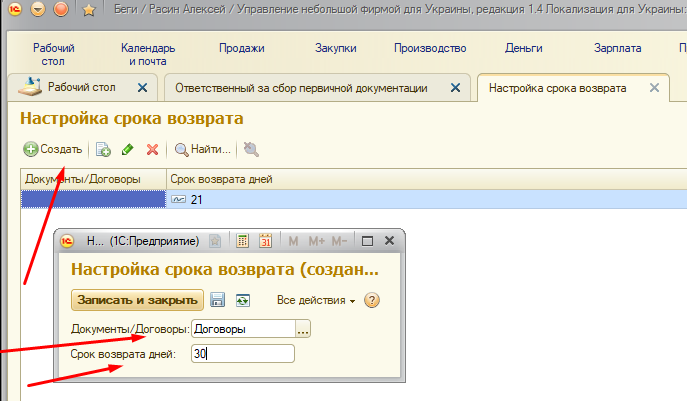 Беги / Расин Алексей / Управление небольшой фирмой для Украины, редакция 1.4 Локализация для Украины:
Рабочий стол
Календарь и почта
Продажи
Закупки
Производство
Деньги
Зарплата
Рабочий стол
Ответственный за сбор первичной документации
Настройка срока возврата
Настройка срока возврата
Создать
Найти...
Документы/Договоры
Срок возврата дней
21
Н... (1С:Предприятие)
M M+ M-
Настройка срока возврата (создан...
Записать и закрыть
Все действия
?
Документы/Договоры: Договоры ...
Срок возврата дней: 30